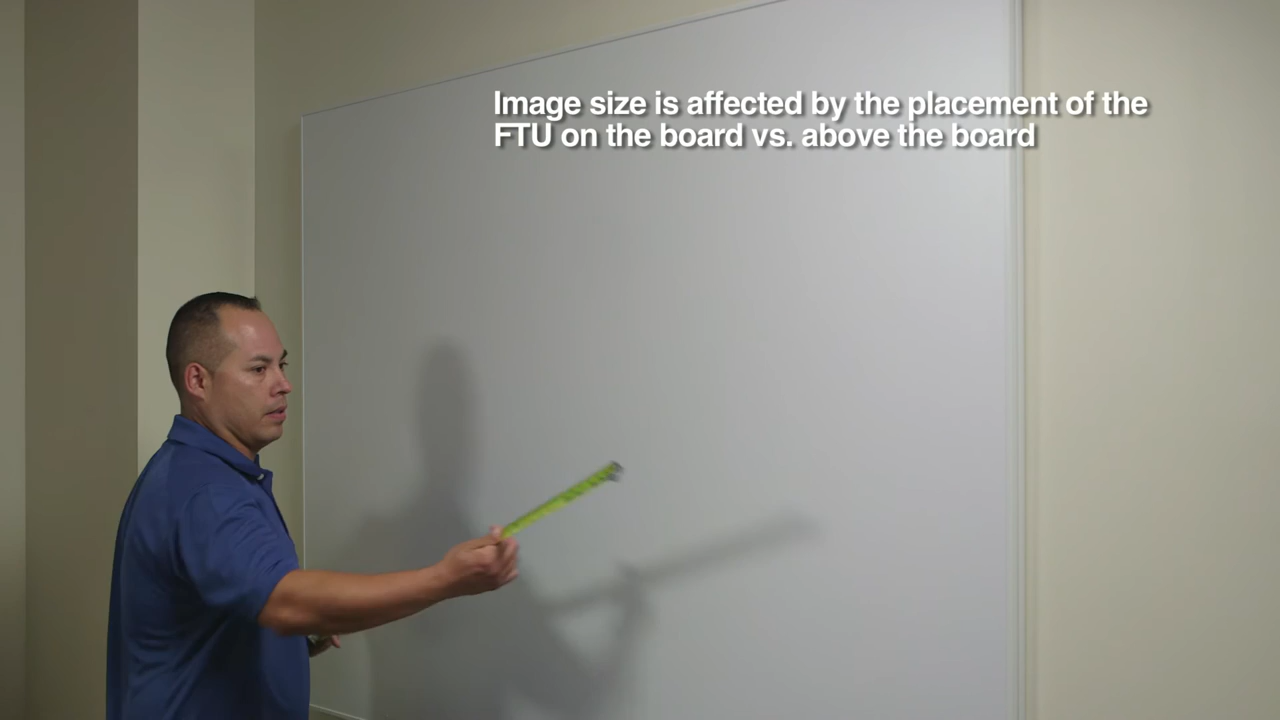 Image size is affected by the placement of the
FTU on the board vs. above the board